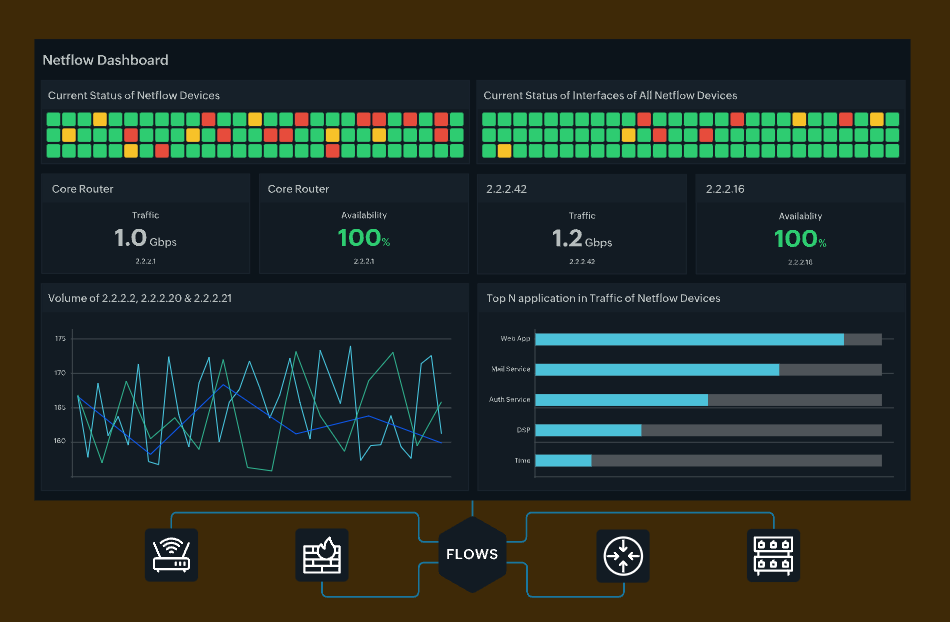 Netflow Dashboard
Current Status of Netflow Devices
Current Status of Interfaces of All Netflow Devices
Core Router
Traffic
1.0 Gbps
2.2.2.1
Core Router
Availability
100%
2.2.2.1
2.2.2.42
Traffic
1.2 Gbps
2.2.2.42
2.2.2.16
Availablity
100%
2.2.2.16
Volume of 2.2.2.2, 2.2.2.20 & 2.2.2.21
175
170
165
160
Top N application in Traffic of Netflow Devices
Web App
Mail Service
Auth Service
DSP
Time
FLOWS